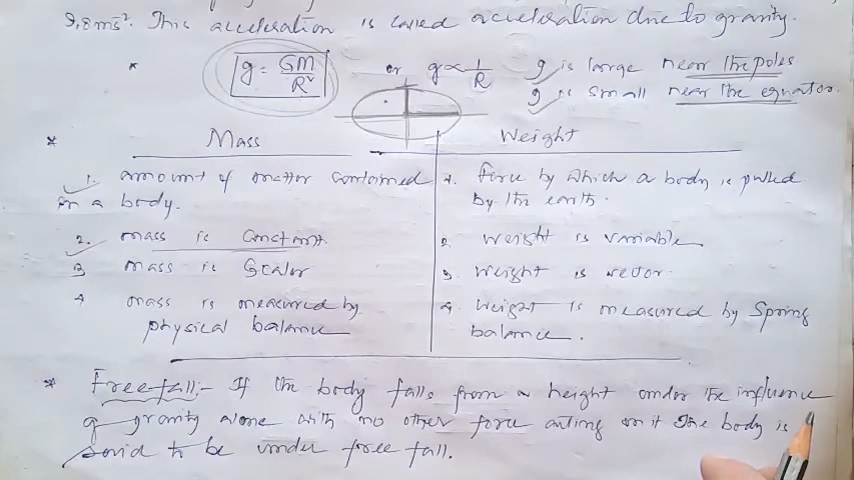 9.8ms². This acceleration is called acceleration due to gravity.
* g = GM/R² or g ∝ 1/R g is large near the poles
g is small near the equator.
* Mass Weight
1. amount of matter contained in a body.
1. Force by which a body is pulled by the earth.
2. mass is constant
2. Weight is variable
3 mass is Scalar
3 Weight is vector.
4 mass is measured by
physical balance
4. Weight is measured by Spring
balance.
* Free fall:- If the body falls from a height under the influence
of gravity alone with no other force acting on it the body is
said to be under free fall.